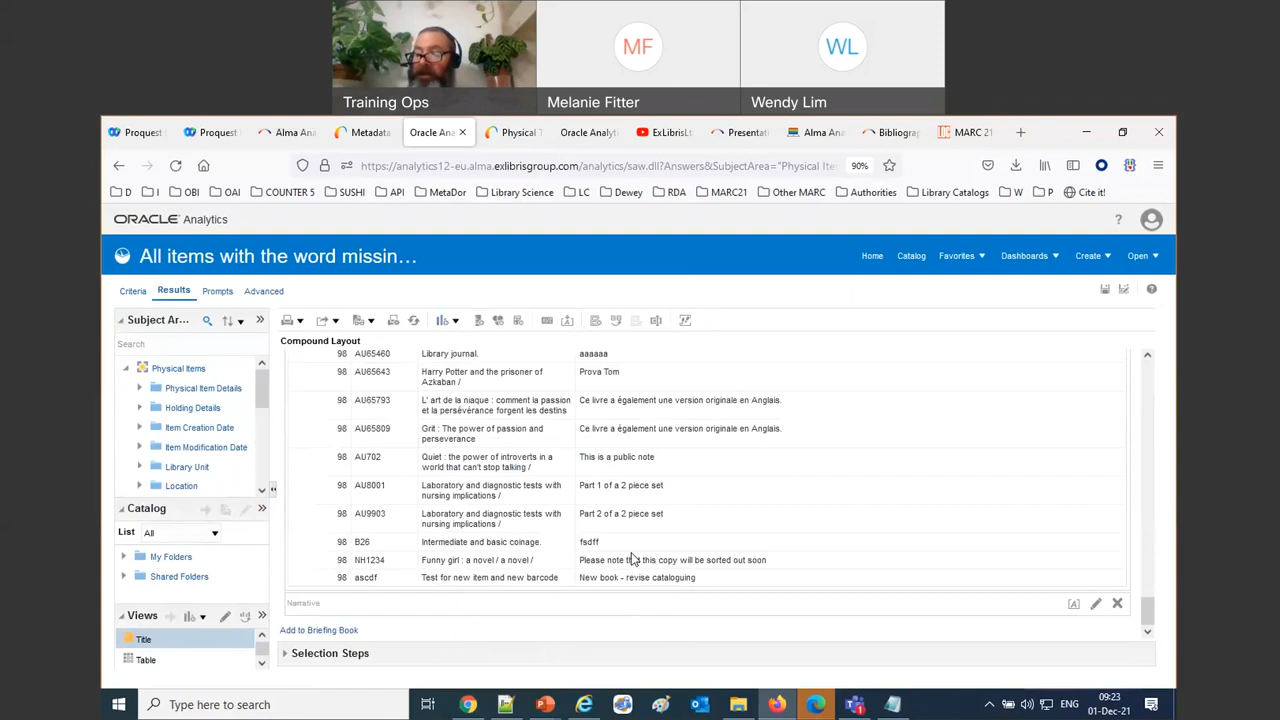 MF
WL
Training Ops
Melanie Fitter
Wendy Lim
Proquest
Proquest
Alma Ana
Metadata
Oracle Ana
Physical T
Oracle Analyt
ExLibrisLt
Presentati
Alma Ana
Bibliograp
MARC 21
https://analytics12-eu.alma.exlibrisgroup.com/analytics/saw.dll?Answers&SubjectArea="Physical Ite
90%
D
I
OBI
OAI
COUNTER 5
SUSHI
API
MetaDor
Library Science
LC
Dewey
RDA
MARC21
Other MARC
Authorities
Library Catalogs
W
P
Cite it!
ORACLE Analytics
All items with the word missin…
Home
Catalog
Favorites
Dashboards
Create
Open
Criteria
Results
Prompts
Advanced
Subject Ar...
Search
Physical Items
Physical Item Details
Holding Details
Item Creation Date
Item Modification Date
Library Unit
Location
Catalog
List
All
My Folders
Shared Folders
Views
Title
Table
Compound Layout
98 AU65460 Library journal. aaaaaa
98 AU65643 Harry Potter and the prisoner of Prova Tom
Azkaban /
98 AU65793 L' art de la niaque : comment la passion Ce livre a également une version originale en Anglais.
et la persévérance forgent les destins
98 AU65809 Grit : The power of passion and Ce livre a également une version originale en Anglais.
perseverance
98 AU702 Quiet : the power of introverts in a This is a public note
world that can't stop talking /
98 AU8001 Laboratory and diagnostic tests with Part 1 of a 2 piece set
nursing implications /
98 AU9903 Laboratory and diagnostic tests with Part 2 of a 2 piece set
nursing implications /
98 B26 Intermediate and basic coinage. fsdff
98 NH1234 Funny girl : a novel / a novel / Please note that this copy will be sorted out soon
98 ascdf Test for new item and new barcode New book - revise cataloguing
Narrative
Add to Briefing Book
Selection Steps
Type here to search
ENG
09:23
01-Dec-21